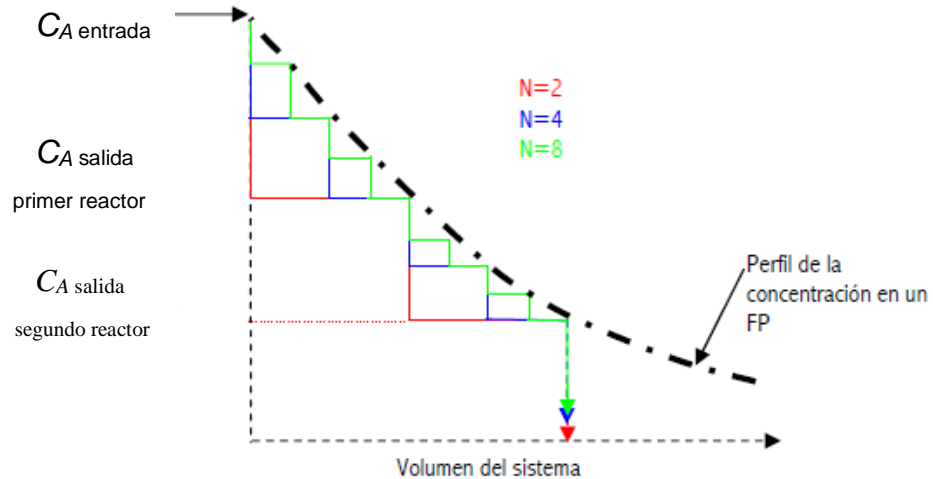 CA entrada
N=2
N=4
N=8
CA salida
primer reactor
CA salida
segundo reactor
Perfil de la
concentración en un
FP
Volumen del sistema